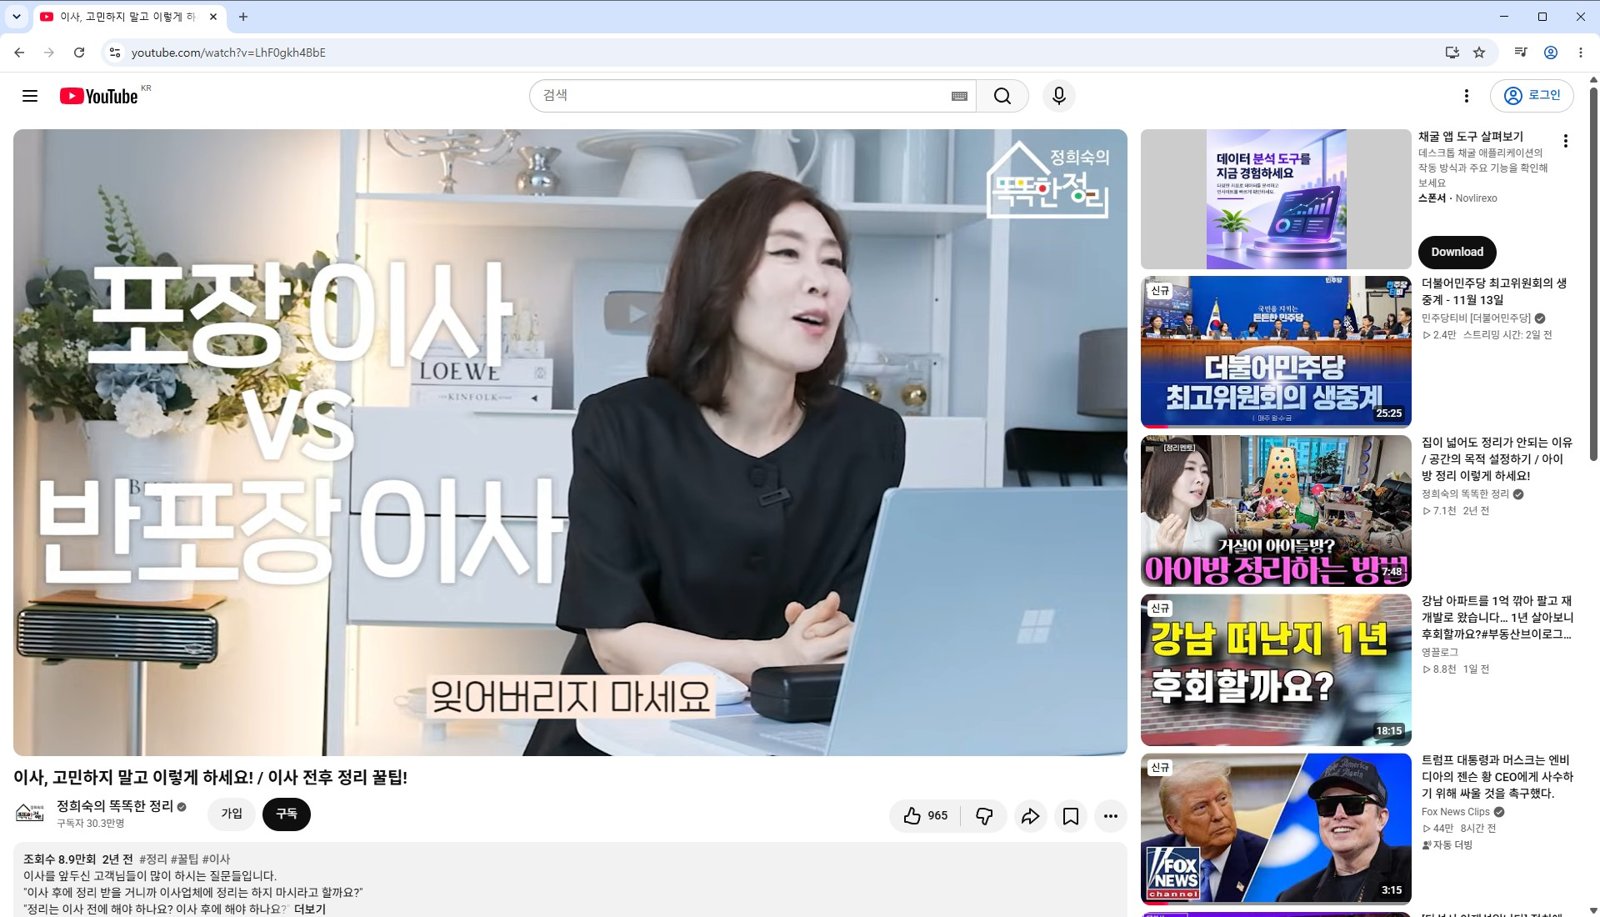 이사, 고민하지 말고 이렇게 하
youtube.com/watch?v=LhF0gkh4BbE
YouTube KR
검색
로그인
정희숙의
똑똑한 정리
포장이사
vs
반포장이사
LOEWE
KINFOLK
잊어버리지 마세요
이사, 고민하지 말고 이렇게 하세요! / 이사 전후 정리 꿀팁!
정희숙의 똑똑한 정리
구독자 30.3만명
가입
구독
965
조회수 8.9만회 2년 전 #정리 #꿀팁 #이사
이사를 앞두신 고객님들이 많이 하시는 질문들입니다.
"이사 후에 정리 받을 거니까 이사업체에 정리는 하지 마시라고 할까요?"
"정리는 이사 전에 해야 하나요? 이사 후에 해야 하나요?" 더보기
데이터 분석 도구를
지금 경험하세요
채굴 앱 도구 살펴보기
데스크톱 채굴 애플리케이션의
작동 방식과 주요 기능을 확인해
보세요
스폰서 · Novlirexo
Download
신규
국민을 지키는
든든한 민주당
더불어민주당
최고위원회의 생중계
25:25
더불어민주당 최고위원회의 생
중계 - 11월 13일
민주당티비 [더불어민주당]
2.4만 스트리밍 시간: 2일 전
[정리멘토]
거실이 아이들방?
아이방 정리하는 방법
7:48
집이 넓어도 정리가 안되는 이유
/ 공간의 목적 설정하기 / 아이
방 정리 이렇게 하세요!
정희숙의 똑똑한 정리
7.1천 2년 전
신규
강남 떠난지 1년
후회할까요?
18:15
강남 아파트를 1억 깎아 팔고 재
개발로 왔습니다... 1년 살아보니
후회할까요?#부동산브이로그...
영끌로그
8.8천 1일 전
신규
FOX
NEWS
channel
3:15
트럼프 대통령과 머스크는 엔비
디아의 젠슨 황 CEO에게 사수하
기 위해 싸울 것을 촉구했다.
Fox News Clips
44만 8시간 전
자동 더빙